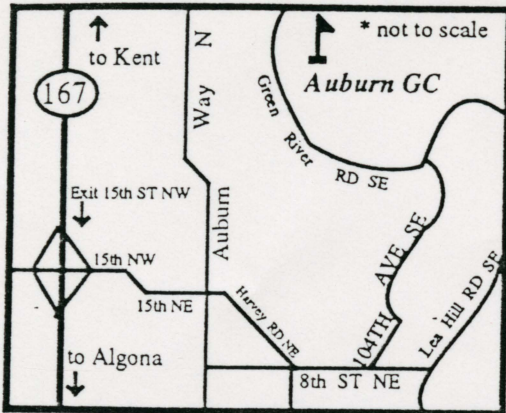 to Kent
167
Exit 15th ST NW
15th NW
15th NE
to Algona
Auburn Way N
Harvey RD NE
8th ST NE
104TH AVE SE
Lea Hill RD SE
Green River RD SE
* not to scale
Auburn GC